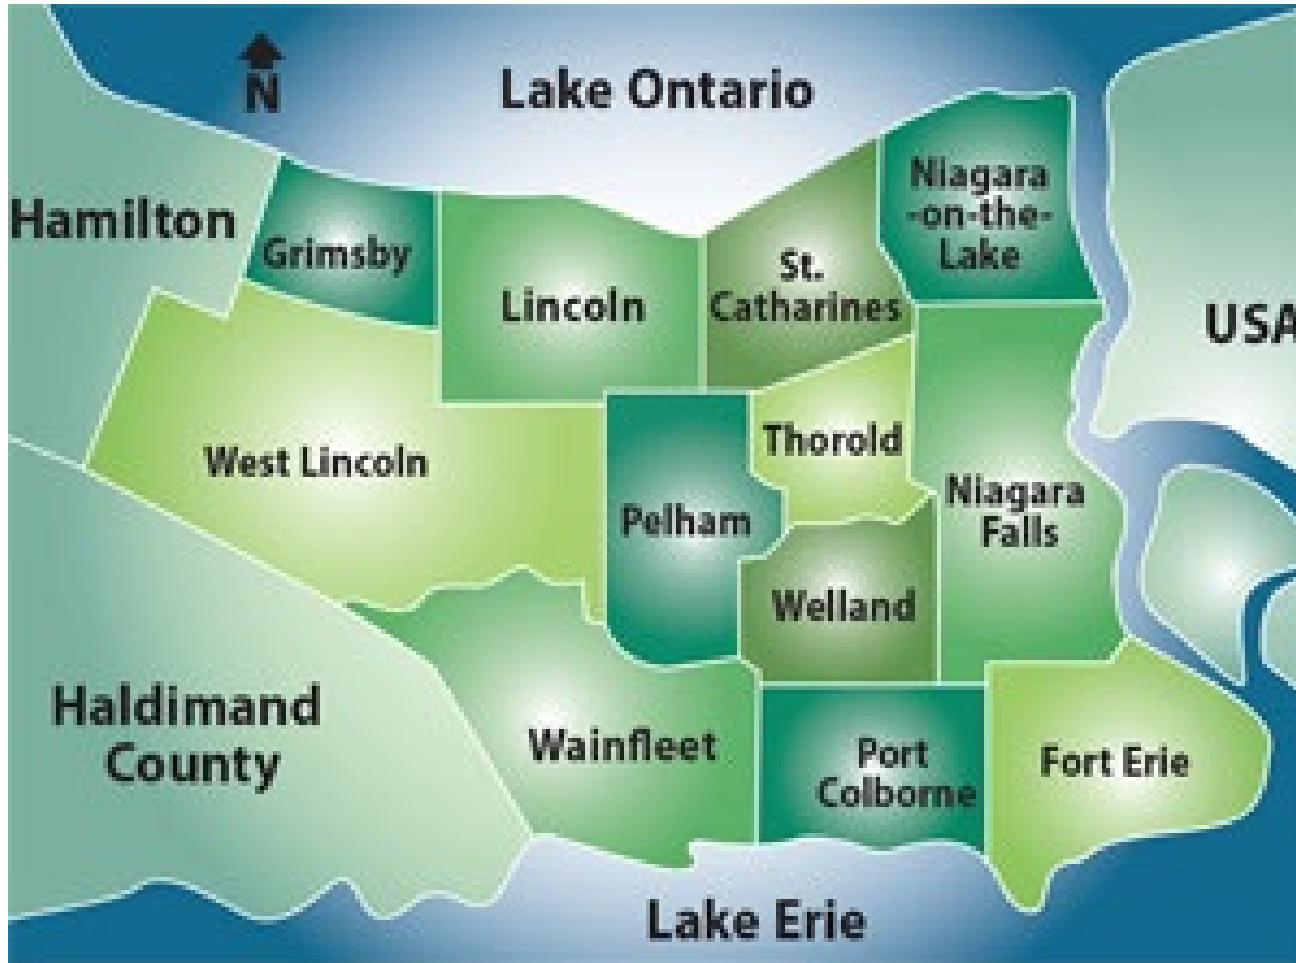 N
Lake Ontario
Hamilton
Grimsby
Lincoln
St.
Catharines
Niagara
-on-the-
Lake
USA
West Lincoln
Pelham
Thorold
Niagara
Falls
Welland
Haldimand
County
Wainfleet
Port
Colborne
Fort Erie
Lake Erie